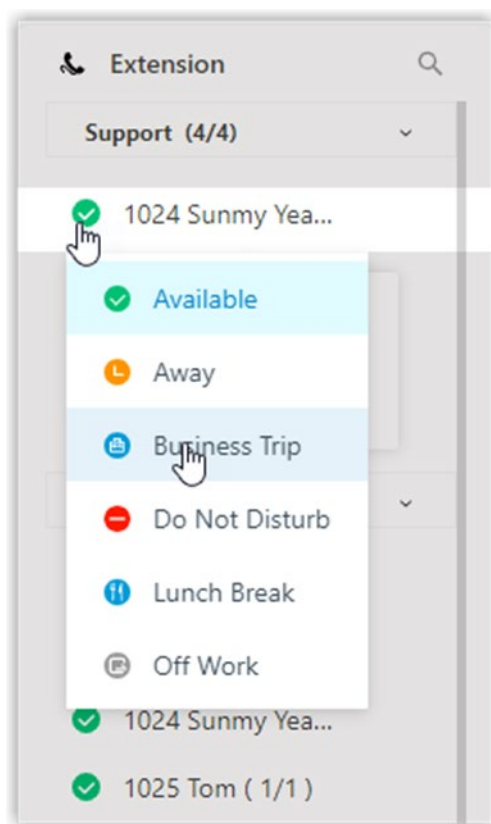 Extension
Support (4/4)
1024 Sunmy Yea...
Available
Away
Business Trip
Do Not Disturb
Lunch Break
Off Work
1024 Sunmy Yea...
1025 Tom ( 1/1 )